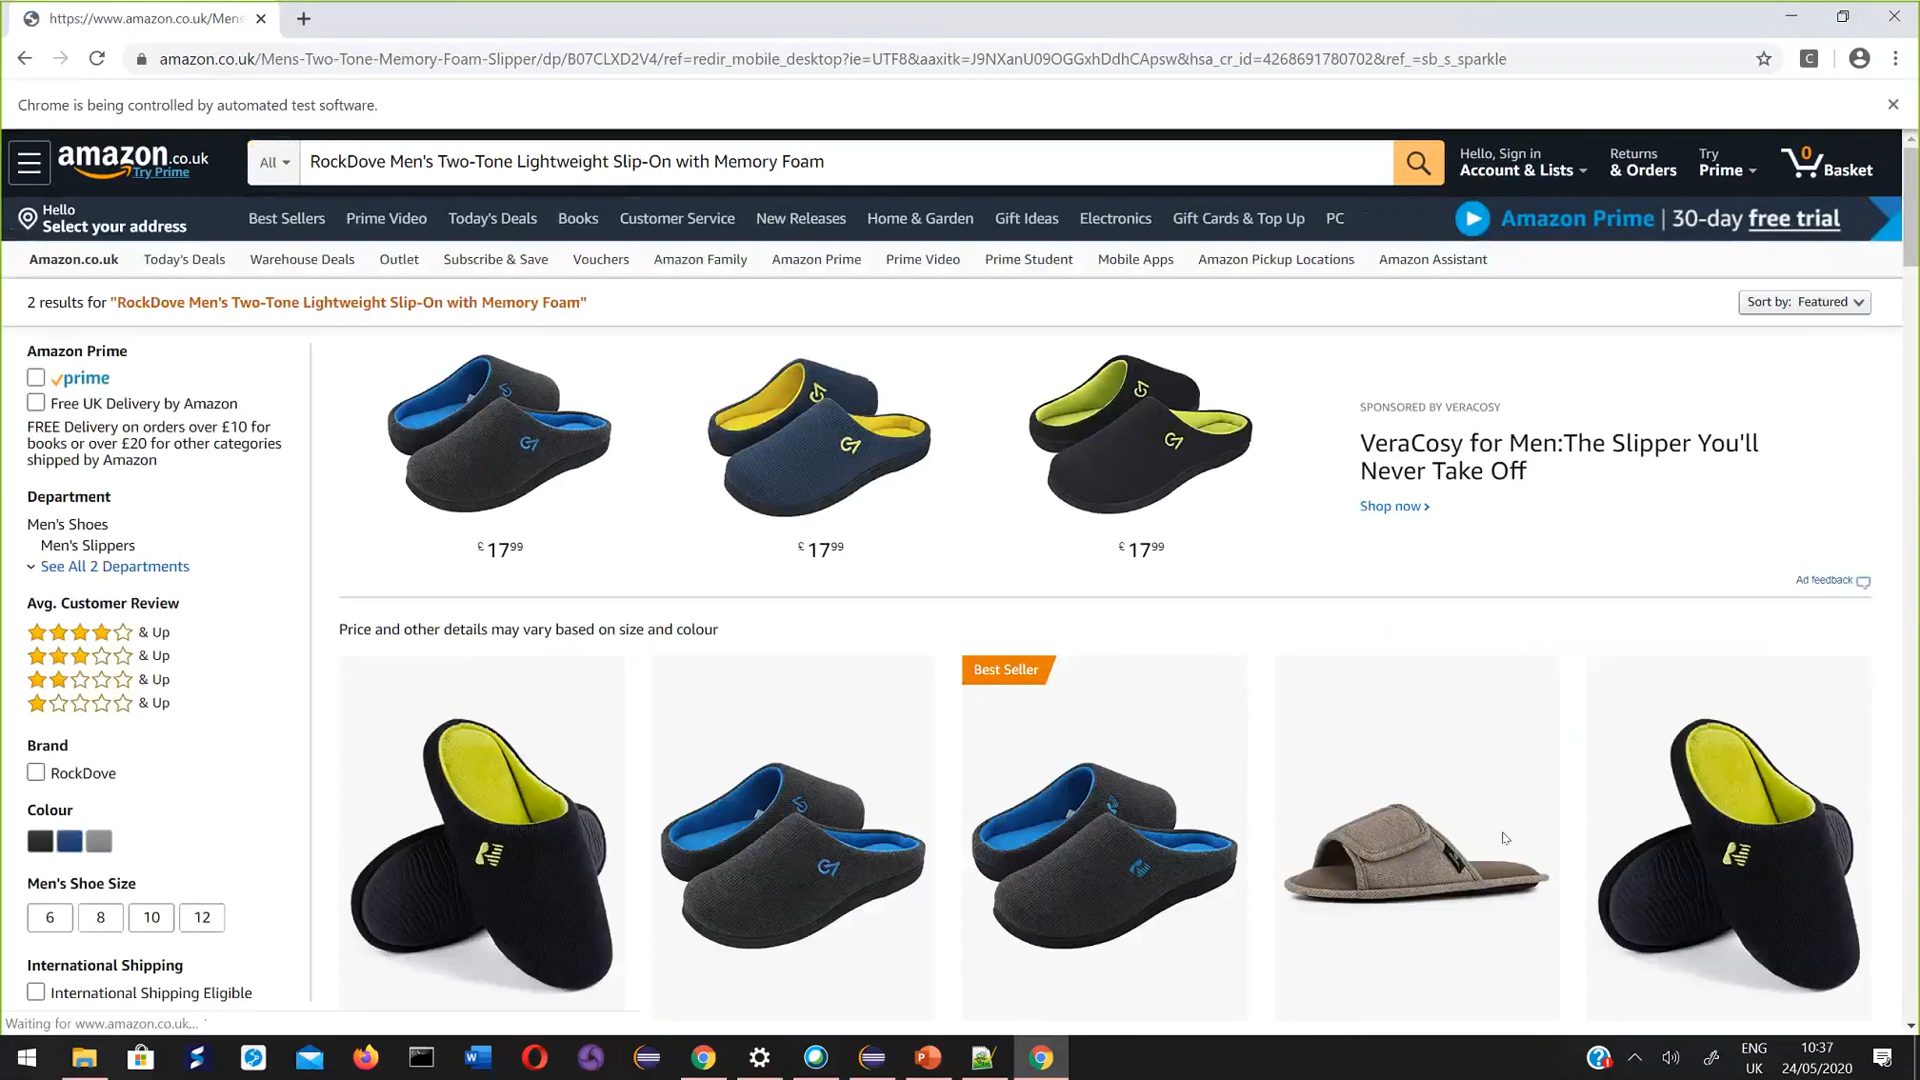 https://www.amazon.co.uk/Mens
amazon.co.uk/Mens-Two-Tone-Memory-Foam-Slipper/dp/B07CLXD2V4/ref=redir_mobile_desktop?ie=UTF8&aaxitk=J9NXanU09OGGxhDdhCApsw&hsa_cr_id=4268691780702&ref_=sb_s_sparkle
Chrome is being controlled by automated test software.
amazon.co.uk
Try Prime
All
RockDove Men's Two-Tone Lightweight Slip-On with Memory Foam
Hello, Sign in
Account & Lists
Returns
& Orders
Try
Prime
0
Basket
Hello
Select your address
Best Sellers Prime Video Today's Deals Books Customer Service New Releases Home & Garden Gift Ideas Electronics Gift Cards & Top Up PC
Amazon Prime | 30-day free trial
Amazon.co.uk Today's Deals Warehouse Deals Outlet Subscribe & Save Vouchers Amazon Family Amazon Prime Prime Video Prime Student Mobile Apps Amazon Pickup Locations Amazon Assistant
2 results for "RockDove Men's Two-Tone Lightweight Slip-On with Memory Foam"
Sort by: Featured
Amazon Prime
prime
Free UK Delivery by Amazon
FREE Delivery on orders over £10 for
books or over £20 for other categories
shipped by Amazon
Department
Men's Shoes
Men's Slippers
See All 2 Departments
Avg. Customer Review
& Up
& Up
& Up
& Up
Brand
RockDove
Colour
Men's Shoe Size
6 8 10 12
International Shipping
International Shipping Eligible
Waiting for www.amazon.co.uk...
£1799
£1799
£1799
SPONSORED BY VERACOSY
VeraCosy for Men:The Slipper You'll
Never Take Off
Shop now ›
Ad feedback
Price and other details may vary based on size and colour
Best Seller
ENG
UK
10:37
24/05/2020